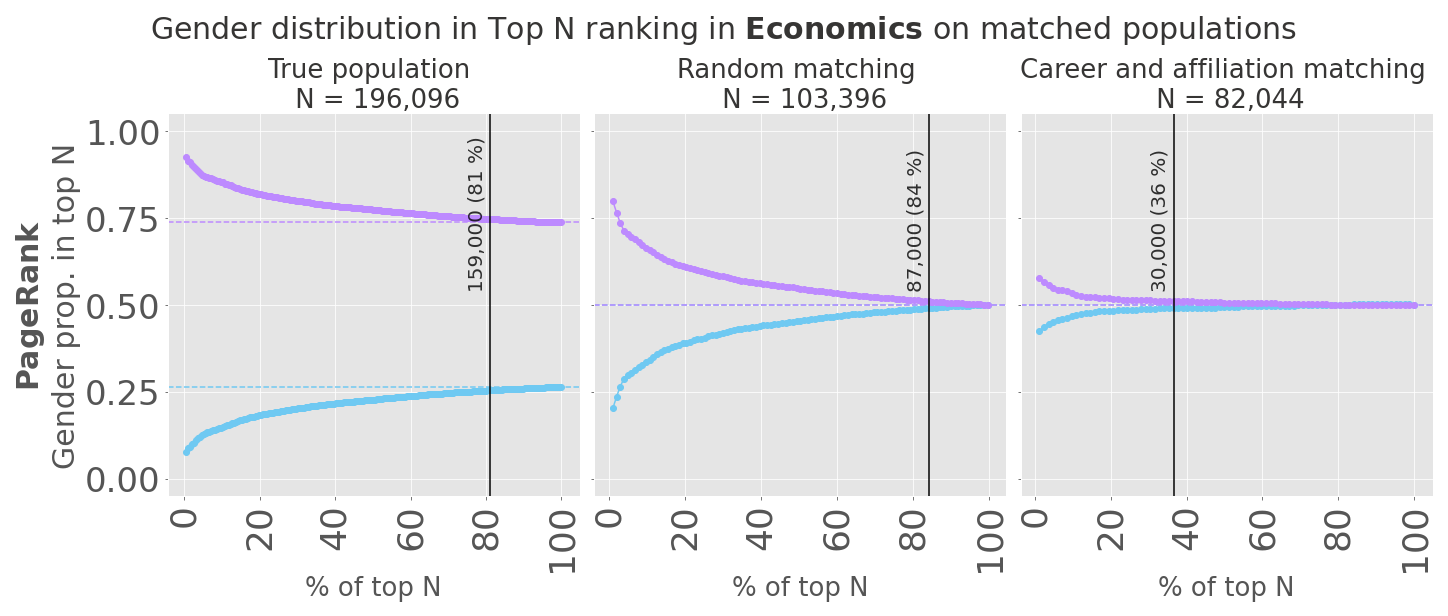 Gender distribution in Top N ranking in Economics on matched populations
True population
N = 196,096
Random matching
N = 103,396
Career and affiliation matching
N = 82,044
PageRank
Gender prop. in top N
1.00
0.75
0.50
0.25
0.00
159,000 (81 %)
87,000 (84 %)
30,000 (36 %)
0 20 40 60 80 100
0 20 40 60 80 100
0 20 40 60 80 100
% of top N
% of top N
% of top N